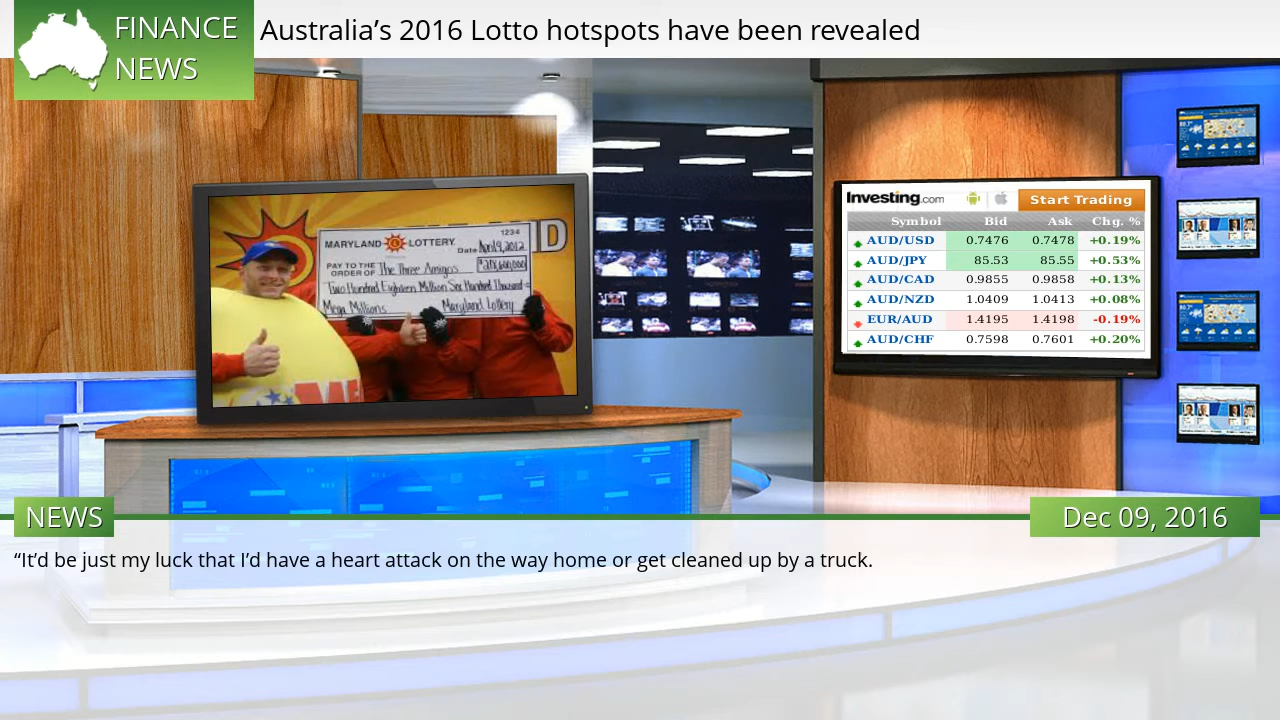 FINANCE
NEWS
Australia’s 2016 Lotto hotspots have been revealed
MARYLAND LOTTERY
1234
Date April 9, 2012
PAY TO THE
ORDER OF The Three Amigos
Two Hundred Eighteen Million Six Hundred Thousand
Mega Millions Maryland Lottery
Investing.com
Start Trading
Symbol Bid Ask Chg. %
AUD/USD 0.7476 0.7478 +0.19%
AUD/JPY 85.53 85.55 +0.53%
AUD/CAD 0.9855 0.9858 +0.13%
AUD/NZD 1.0409 1.0413 +0.08%
EUR/AUD 1.4195 1.4198 -0.19%
AUD/CHF 0.7598 0.7601 +0.20%
NEWS
Dec 09, 2016
“It’d be just my luck that I’d have a heart attack on the way home or get cleaned up by a truck.